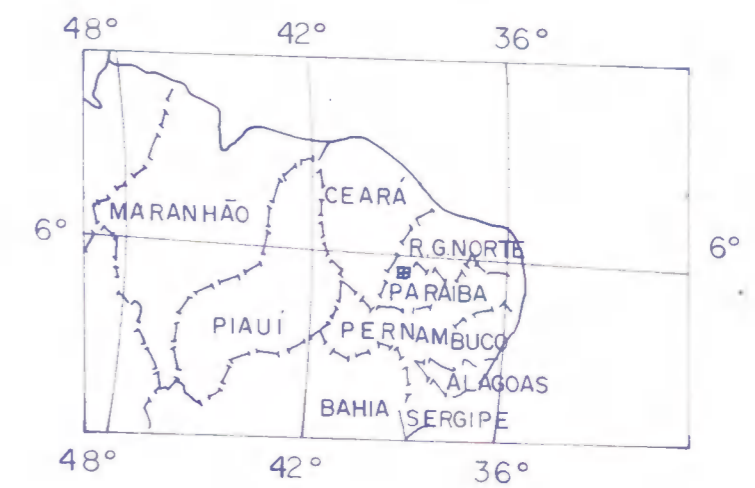 48° 42° 36°
CEARÁ
MARANHÃO
6° R.G.NORTE 6°
PARAIBA
PIAUÍ PERNAMBUCO
ALAGOAS
BAHIA SERGIPE
48° 42° 36°